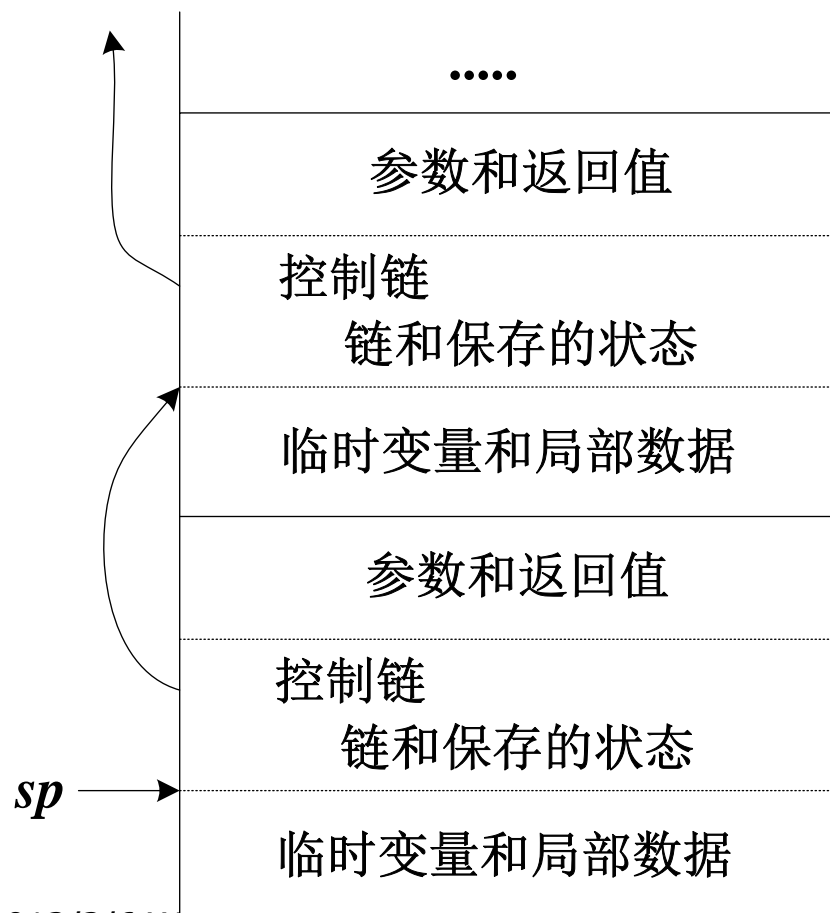 .....
参数和返回值
控制链
链和保存的状态
临时变量和局部数据
参数和返回值
控制链
链和保存的状态
sp
临时变量和局部数据